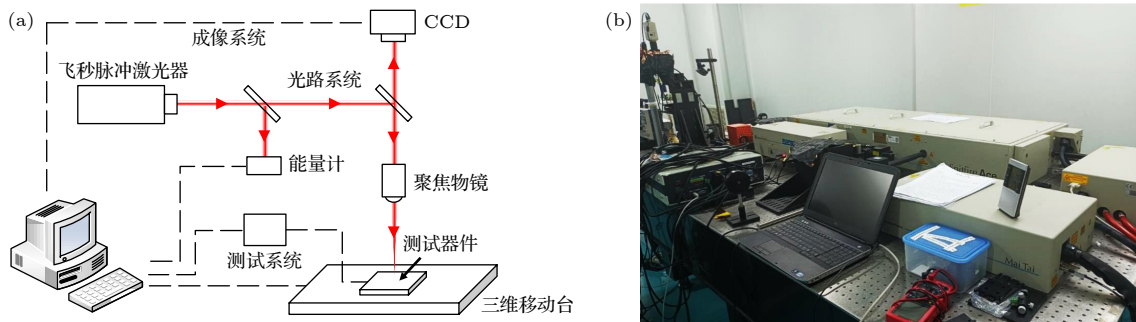 (a)
CCD
成像系统
飞秒脉冲激光器
光路系统
能量计
聚焦物镜
测试系统
测试器件
三维移动台
(b)
Ace
Mai Tai